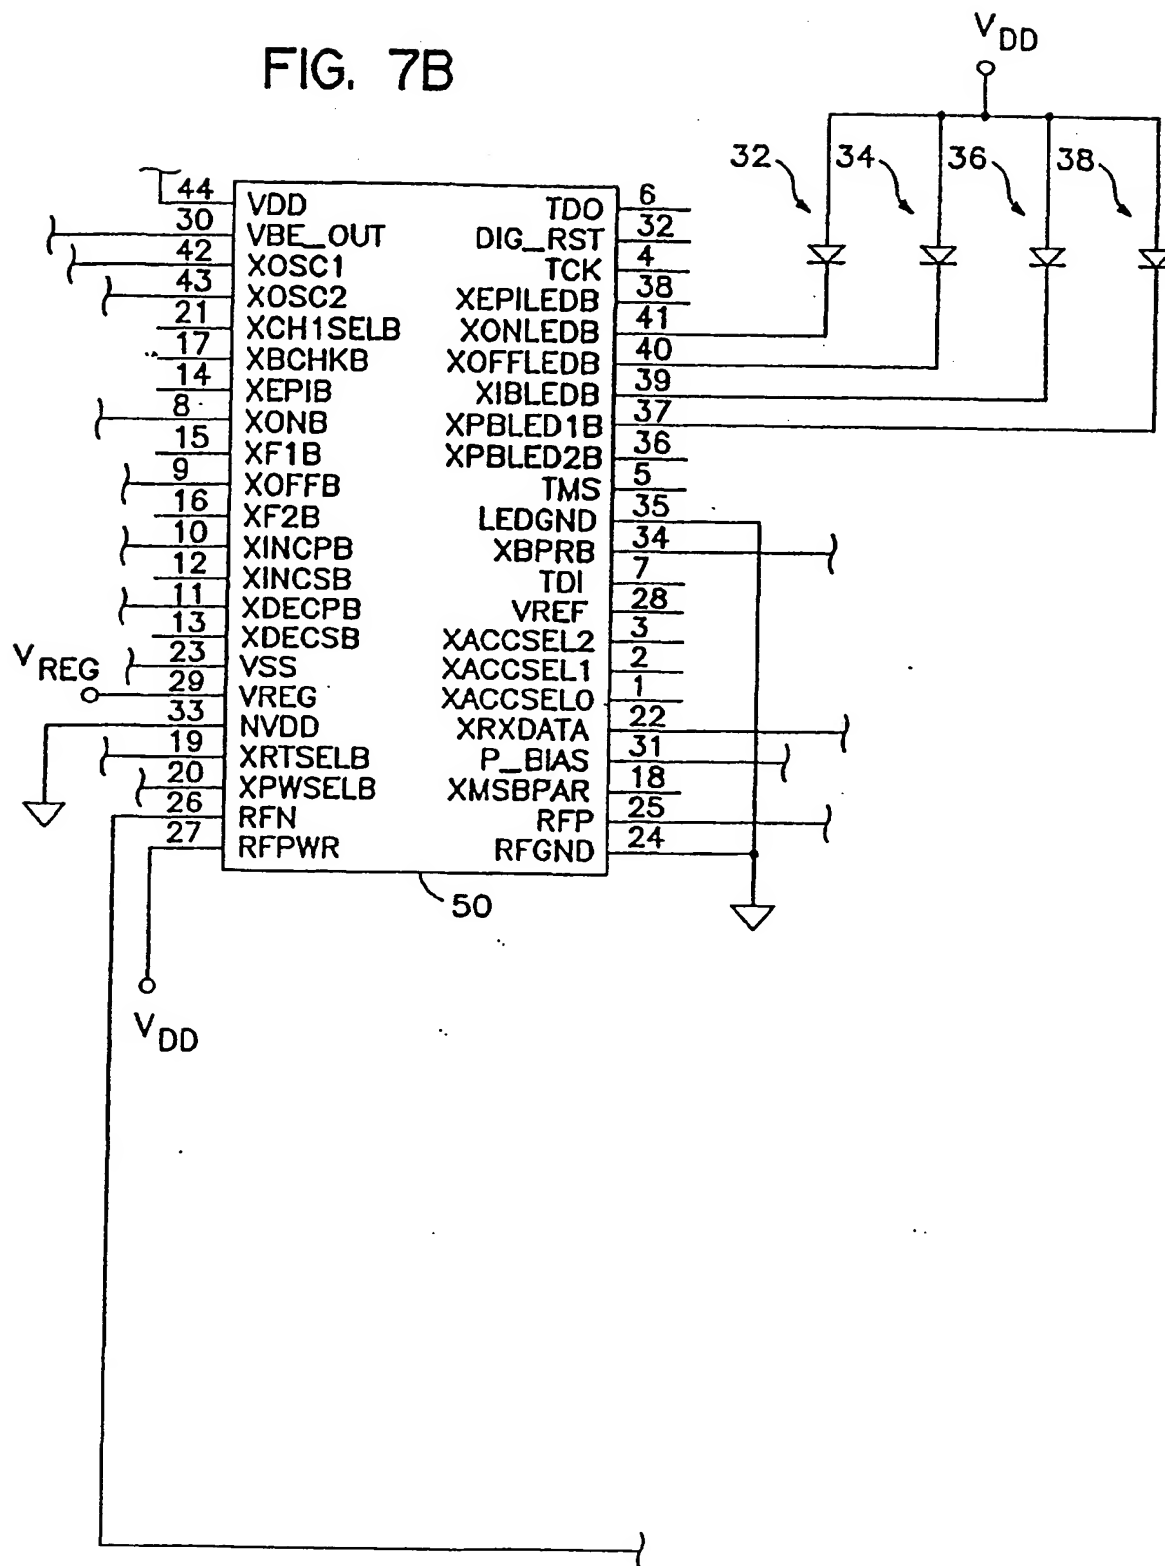 FIG. 7B
VDD
32
34
36
38
44 VDD
30 VBE_OUT
42 XOSC1
43 XOSC2
21 XCH1SELB
17 XBCHKB
14 XEPIB
8 XONB
15 XF1B
9 XOFFB
16 XF2B
10 XINCPB
12 XINCSB
11 XDECPB
13 XDECSB
23 VSS
VREG
29 VREG
33 NVDD
19 XRTSELB
20 XPWSELB
26 RFN
27 RFPWR
TDO 6
DIG_RST 32
TCK 4
XEPILEDB 38
XONLEDB 41
XOFFLEDB 40
XIBLEDB 39
XPBLED1B 37
XPBLED2B 36
TMS 5
LEDGND 35
XBPRB 34
TDI 7
VREF 28
XACCSEL2 3
XACCSEL1 2
XACCSEL0 1
XRXDATA 22
P_BIAS 31
XMSBPAR 18
RFP 25
RFGND 24
50
VDD